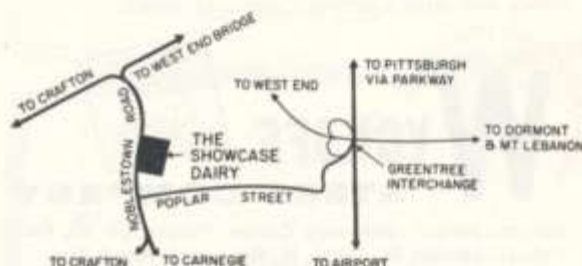 TO CRAFTON
TO WEST END BRIDGE
TO PITTSBURGH
VIA PARKWAY
TO WEST END
NOBLESTOWN ROAD
THE
SHOWCASE
DAIRY
TO DORMONT
& MT LEBANON
GREENTREE
INTERCHANGE
POPLAR STREET
TO CRAFTON
TO CARNEGIE
TO AIRPORT